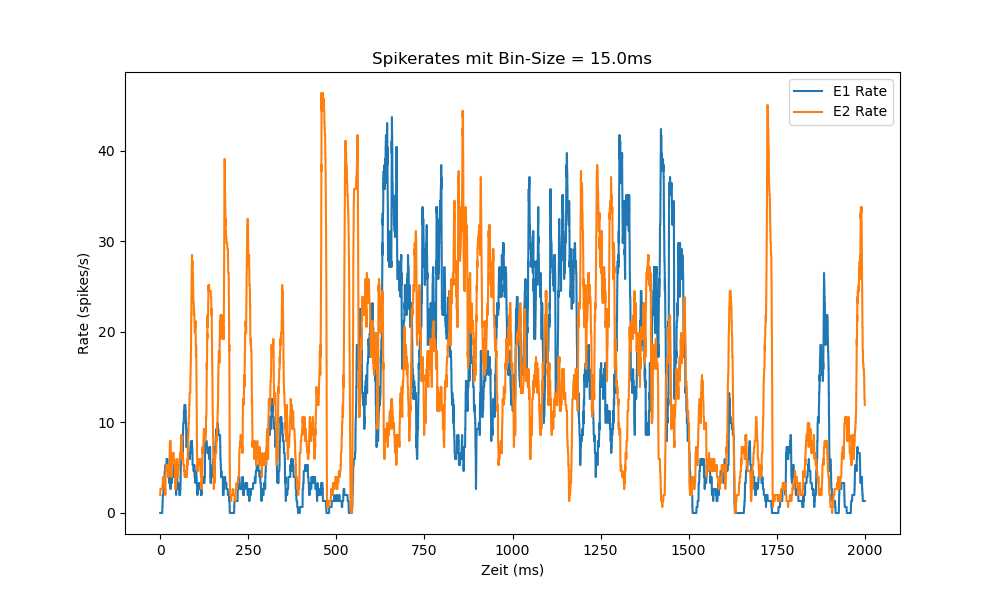 Spikerates mit Bin-Size = 15.0ms
E1 Rate
E2 Rate
Rate (spikes/s)
40
30
20
10
0
0 250 500 750 1000 1250 1500 1750 2000
Zeit (ms)